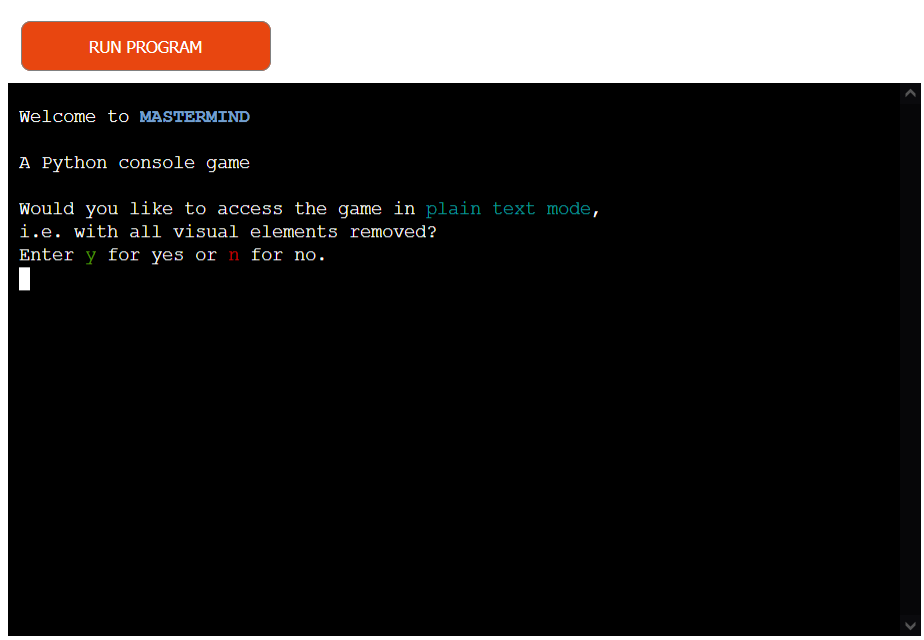 RUN PROGRAM
Welcome to MASTERMIND
A Python console game
Would you like to access the game in plain text mode,
i.e. with all visual elements removed?
Enter y for yes or n for no.